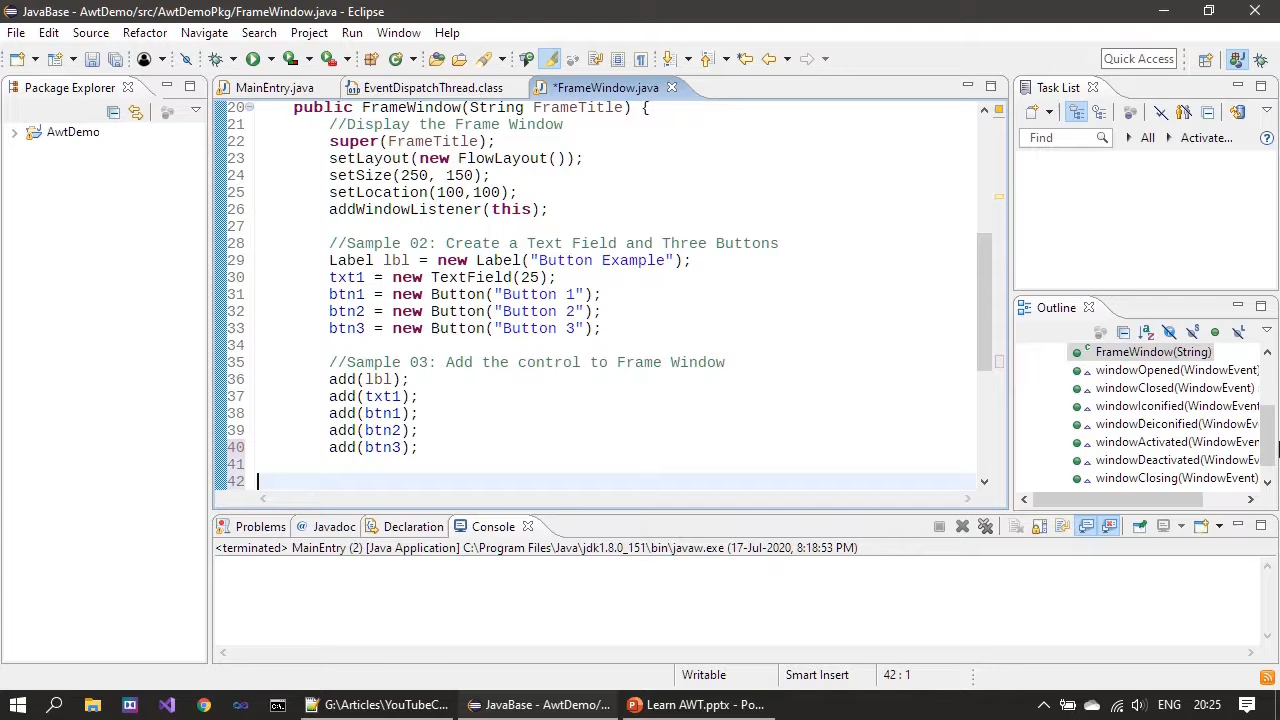 JavaBase - AwtDemo/src/AwtDemoPkg/FrameWindow.java - Eclipse
File Edit Source Refactor Navigate Search Project Run Window Help
Quick Access
Package Explorer
AwtDemo
MainEntry.java EventDispatchThread.class *FrameWindow.java
20 public FrameWindow(String FrameTitle) {
21 //Display the Frame Window
22 super(FrameTitle);
23 setLayout(new FlowLayout());
24 setSize(250, 150);
25 setLocation(100,100);
26 addWindowListener(this);
27
28 //Sample 02: Create a Text Field and Three Buttons
29 Label lbl = new Label("Button Example");
30 txt1 = new TextField(25);
31 btn1 = new Button("Button 1");
32 btn2 = new Button("Button 2");
33 btn3 = new Button("Button 3");
34
35 //Sample 03: Add the control to Frame Window
36 add(lbl);
37 add(txt1);
38 add(btn1);
39 add(btn2);
40 add(btn3);
41
42
Task List
Find All Activate...
Outline
FrameWindow(String)
windowOpened(WindowEvent)
windowClosed(WindowEvent)
windowIconified(WindowEvent
windowDeiconified(WindowEv
windowActivated(WindowEven
windowDeactivated(WindowEv
windowClosing(WindowEvent)
Problems @ Javadoc Declaration Console
<terminated> MainEntry (2) [Java Application] C:\Program Files\Java\jdk1.8.0_151\bin\javaw.exe (17-Jul-2020, 8:18:53 PM)
Writable Smart Insert 42 : 1
G:\Articles\YouTubeC... JavaBase - AwtDemo/... Learn AWT.pptx - Po... ENG 20:25